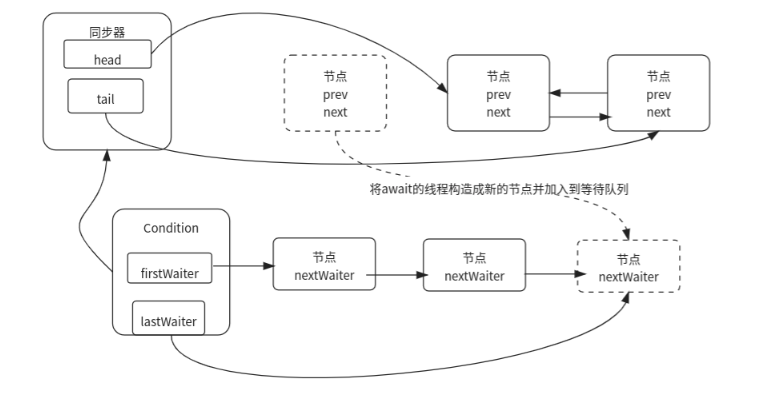 同步器
head
tail
节点
prev
next
节点
prev
next
节点
prev
next
将await的线程构造成新的节点并加入到等待队列
Condition
firstWaiter
lastWaiter
节点
nextWaiter
节点
nextWaiter
节点
nextWaiter